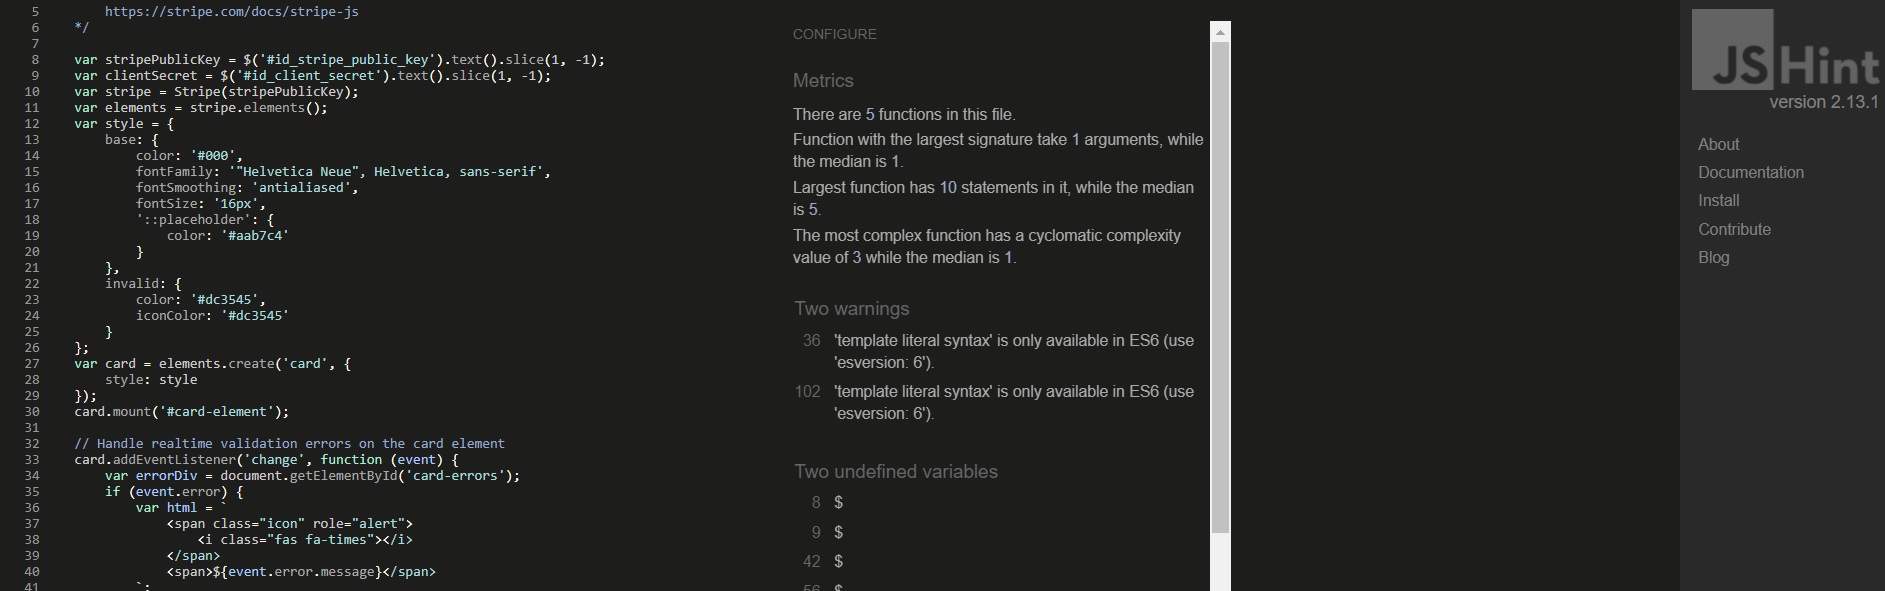 5 https://stripe.com/docs/stripe-js
6 */
7
8 var stripePublicKey = $('#id_stripe_public_key').text().slice(1, -1);
9 var clientSecret = $('#id_client_secret').text().slice(1, -1);
10 var stripe = Stripe(stripePublicKey);
11 var elements = stripe.elements();
12 var style = {
13 base: {
14 color: '#000',
15 fontFamily: '"Helvetica Neue", Helvetica, sans-serif',
16 fontSmoothing: 'antialiased',
17 fontSize: '16px',
18 '::placeholder': {
19 color: '#aab7c4'
20 }
21 },
22 invalid: {
23 color: '#dc3545',
24 iconColor: '#dc3545'
25 }
26 };
27 var card = elements.create('card', {
28 style: style
29 });
30 card.mount('#card-element');
31
32 // Handle realtime validation errors on the card element
33 card.addEventListener('change', function (event) {
34 var errorDiv = document.getElementById('card-errors');
35 if (event.error) {
36 var html = `
37 <span class="icon" role="alert">
38 <i class="fas fa-times"></i>
39 </span>
40 <span>${event.error.message}</span>
41 `;
CONFIGURE
Metrics
There are 5 functions in this file.
Function with the largest signature take 1 arguments, while
the median is 1.
Largest function has 10 statements in it, while the median
is 5.
The most complex function has a cyclomatic complexity
value of 3 while the median is 1.
Two warnings
36 'template literal syntax' is only available in ES6 (use
'esversion: 6').
102 'template literal syntax' is only available in ES6 (use
'esversion: 6').
Two undefined variables
8 $
9 $
42 $
56 $
JSHint
version 2.13.1
About
Documentation
Install
Contribute
Blog